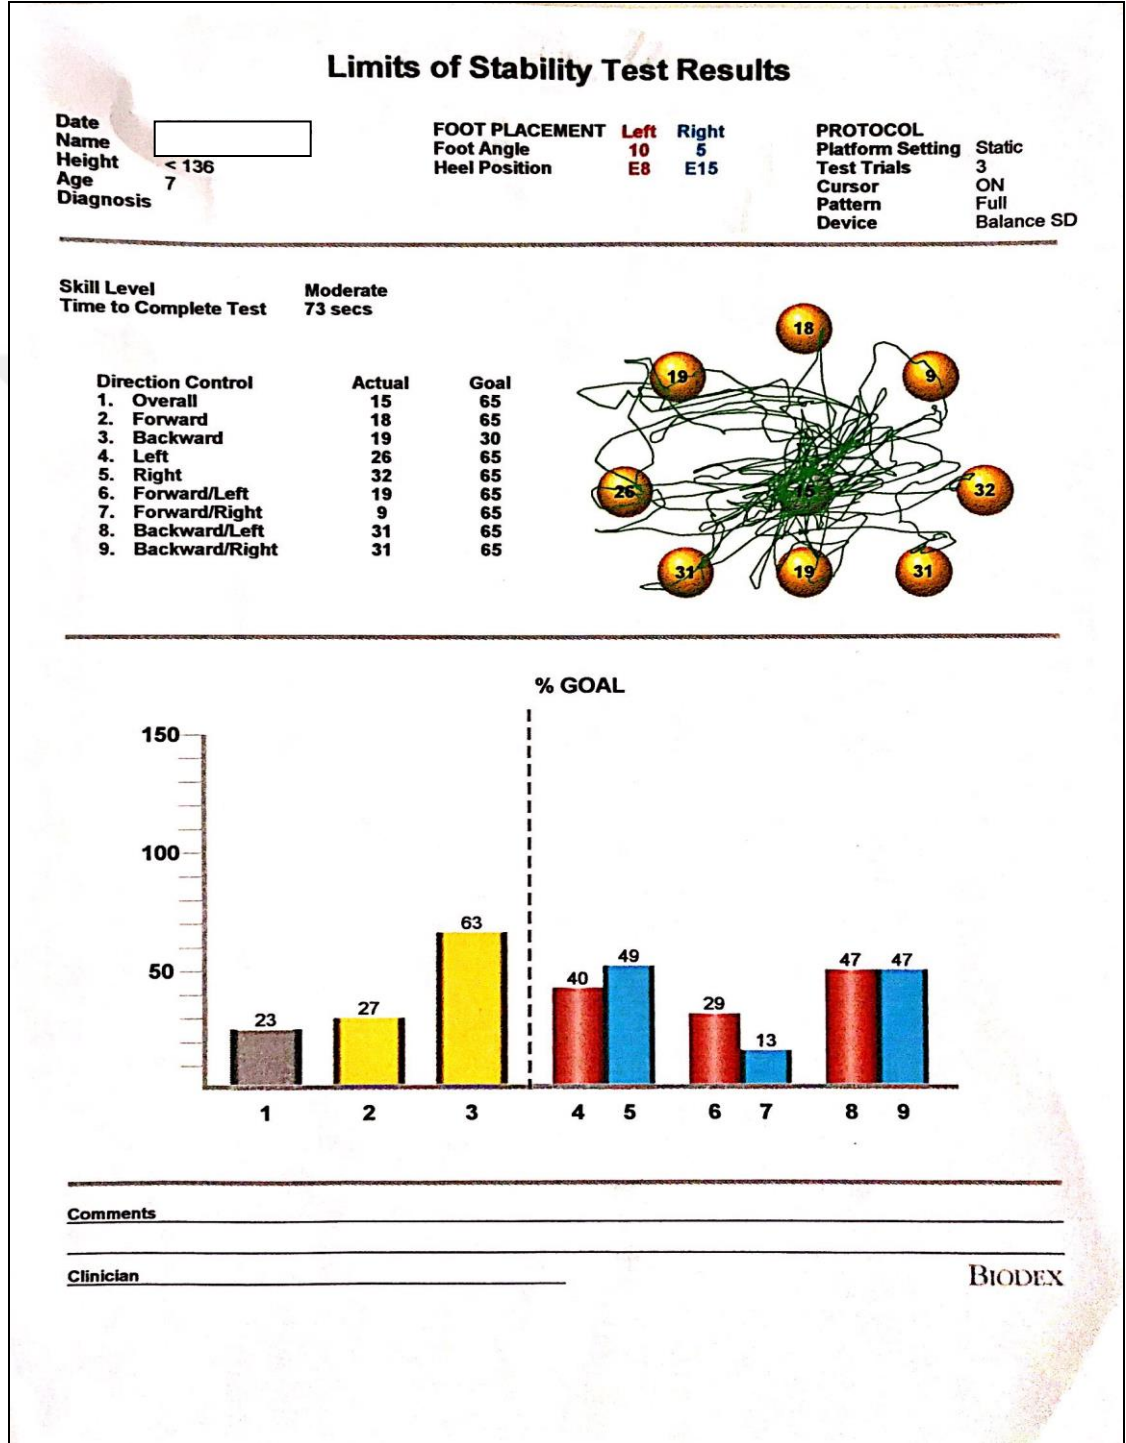 Limits of Stability Test Results
Date
Name
Height < 136
Age 7
Diagnosis
FOOT PLACEMENT Left Right
Foot Angle 10 5
Heel Position E8 E15
PROTOCOL
Platform Setting Static
Test Trials 3
Cursor ON
Pattern Full
Device Balance SD
Skill Level Moderate
Time to Complete Test 73 secs
Direction Control Actual Goal
1. Overall 15 65
2. Forward 18 65
3. Backward 19 30
4. Left 26 65
5. Right 32 65
6. Forward/Left 19 65
7. Forward/Right 9 65
8. Backward/Left 31 65
9. Backward/Right 31 65
18
19 9
26 15 32
31 19 31
% GOAL
150
100
50
23 27 63 40 49 29 13 47 47
1 2 3 4 5 6 7 8 9
Comments
Clinician
BIODEX